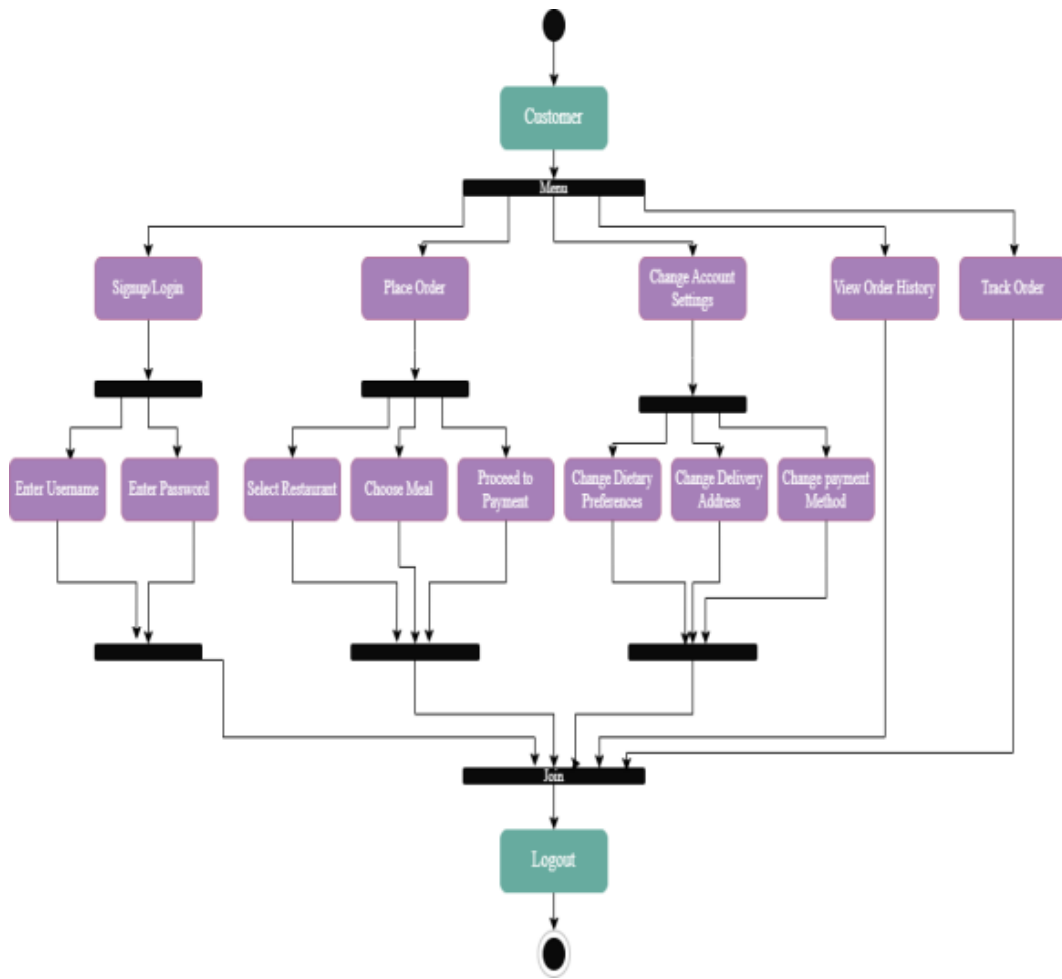 Customer
Menu
Signup/Login
Place Order
Change Account
Settings
View Order History
Track Order
Enter Username
Enter Password
Select Restaurant
Choose Meal
Proceed to
Payment
Change Dietary
Preferences
Change Delivery
Address
Change payment
Method
Join
Logout